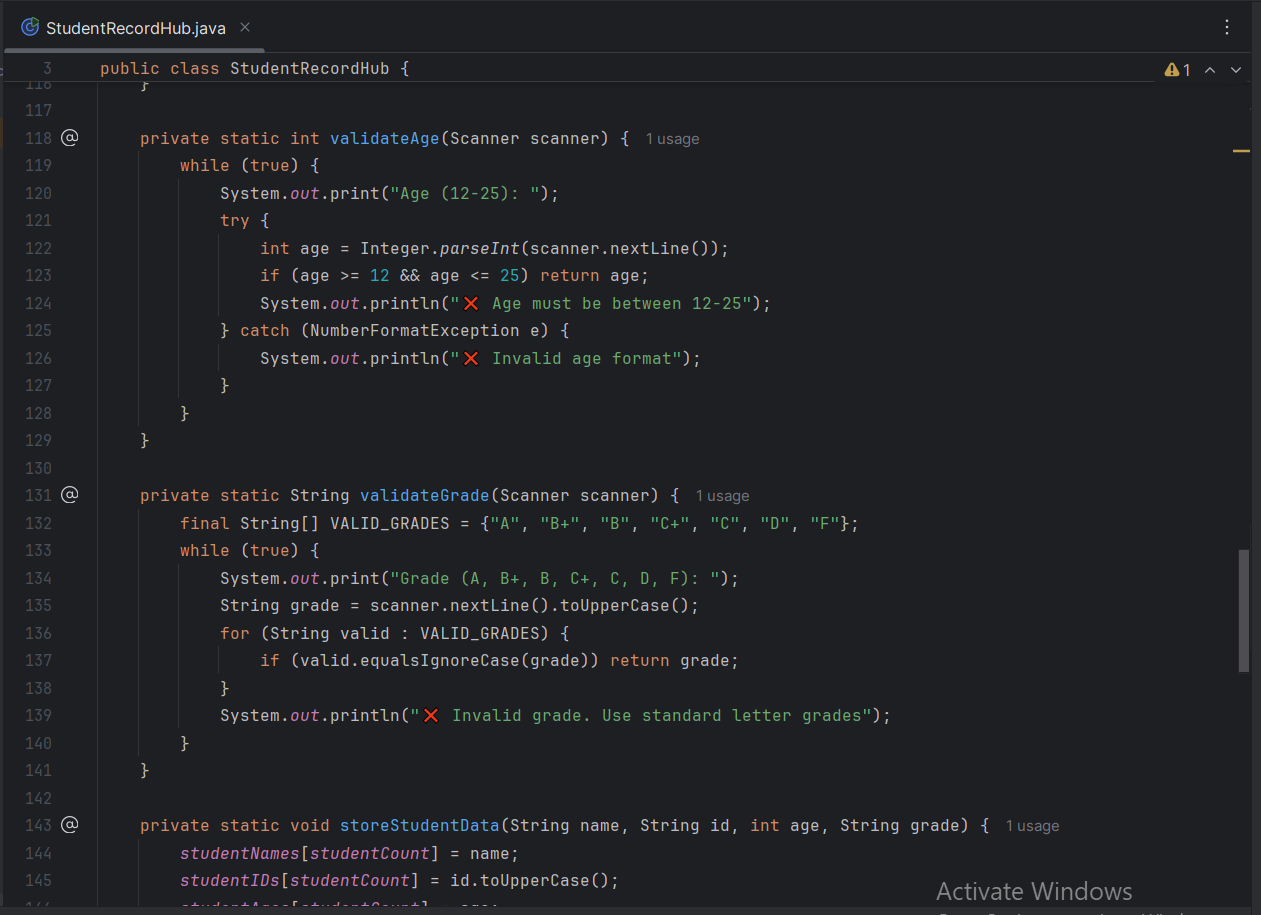 StudentRecordHub.java
3 public class StudentRecordHub {
1
116 }
117
118 private static int validateAge(Scanner scanner) { 1 usage
119 while (true) {
120 System.out.print("Age (12-25): ");
121 try {
122 int age = Integer.parseInt(scanner.nextLine());
123 if (age >= 12 && age <= 25) return age;
124 System.out.println("❌ Age must be between 12-25");
125 } catch (NumberFormatException e) {
126 System.out.println("❌ Invalid age format");
127 }
128 }
129 }
130
131 private static String validateGrade(Scanner scanner) { 1 usage
132 final String[] VALID_GRADES = {"A", "B+", "B", "C+", "C", "D", "F"};
133 while (true) {
134 System.out.print("Grade (A, B+, B, C+, C, D, F): ");
135 String grade = scanner.nextLine().toUpperCase();
136 for (String valid : VALID_GRADES) {
137 if (valid.equalsIgnoreCase(grade)) return grade;
138 }
139 System.out.println("❌ Invalid grade. Use standard letter grades");
140 }
141 }
142
143 private static void storeStudentData(String name, String id, int age, String grade) { 1 usage
144 studentNames[studentCount] = name;
145 studentIDs[studentCount] = id.toUpperCase();
Activate Windows